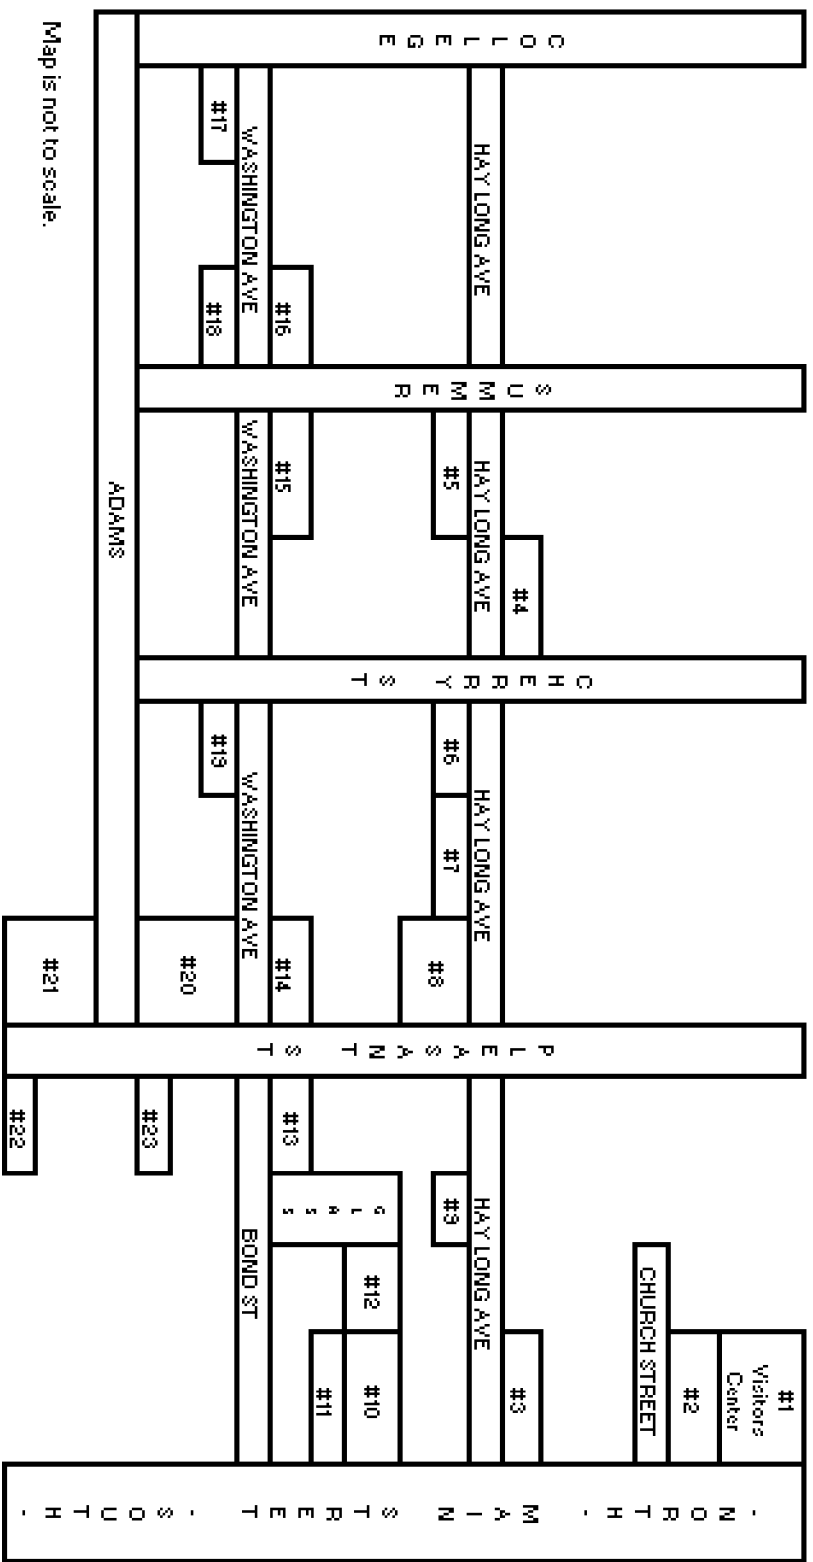 COLLEGE
SUMMER
CHERRY ST
PLEASANT ST
- NORTH - MAIN STREET - SOUTH -
#1
Visitors
Center
#2
CHURCH STREET
#4
#3
HAY LONG AVE
HAY LONG AVE
HAY LONG AVE
HAY LONG AVE
#5
#6
#7
#8
#9
GLASS
#12
#10
#11
#16
#15
#14
#13
WASHINGTON AVE
WASHINGTON AVE
WASHINGTON AVE
BOND ST
#17
#18
#19
#20
#23
ADAMS
#21
#22
Map is not to scale.